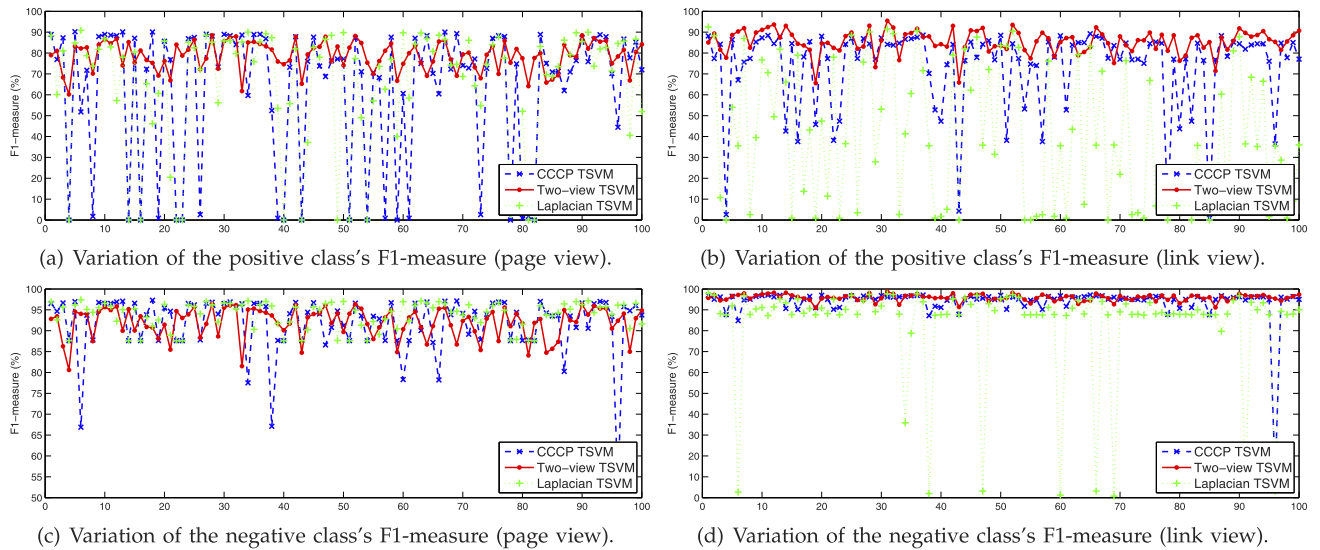 F1−measure (%)
100
90
80
70
60
50
40
30
20
10
0
0 10 20 30 40 50 60 70 80 90 100
CCCP TSVM
Two−view TSVM
Laplacian TSVM
(a) Variation of the positive class's F1-measure (page view).
F1−measure (%)
100
90
80
70
60
50
40
30
20
10
0
0 10 20 30 40 50 60 70 80 90 100
CCCP TSVM
Two−view TSVM
Laplacian TSVM
(b) Variation of the positive class's F1-measure (link view).
F1−measure (%)
100
95
90
85
80
75
70
65
60
55
50
0 10 20 30 40 50 60 70 80 90 100
CCCP TSVM
Two−view TSVM
Laplacian TSVM
(c) Variation of the negative class's F1-measure (page view).
F1−measure (%)
100
90
80
70
60
50
40
30
20
10
0
0 10 20 30 40 50 60 70 80 90 100
CCCP TSVM
Two−view TSVM
Laplacian TSVM
(d) Variation of the negative class's F1-measure (link view).